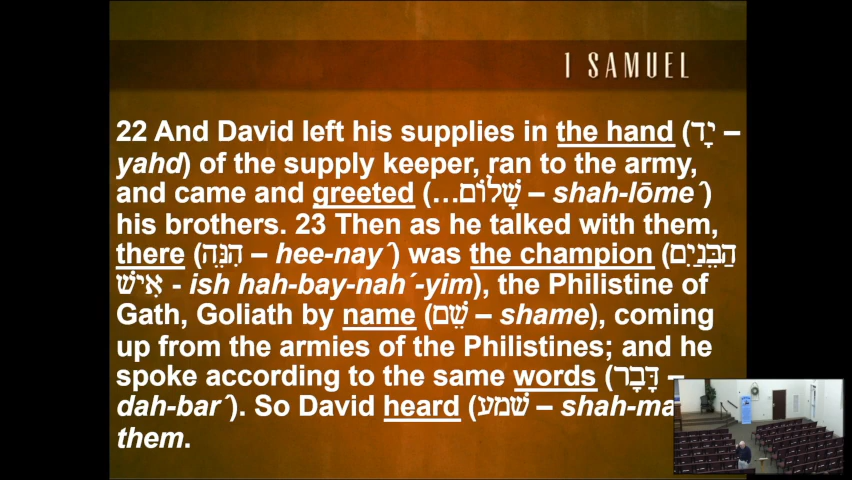 1 SAMUEL
22 And David left his supplies in the hand (יָד –
yahd) of the supply keeper, ran to the army,
and came and greeted (…שָׁלוֹם – shah-lōme´)
his brothers. 23 Then as he talked with them,
there (הִנֵּה – hee-nay´) was the champion (הַבֵּנַיִם
אִישׁ - ish hah-bay-nah´-yim), the Philistine of
Gath, Goliath by name (שֵׁם – shame), coming
up from the armies of the Philistines; and he
spoke according to the same words (דָּבָר –
dah-bar´). So David heard (שׁמע –
them.